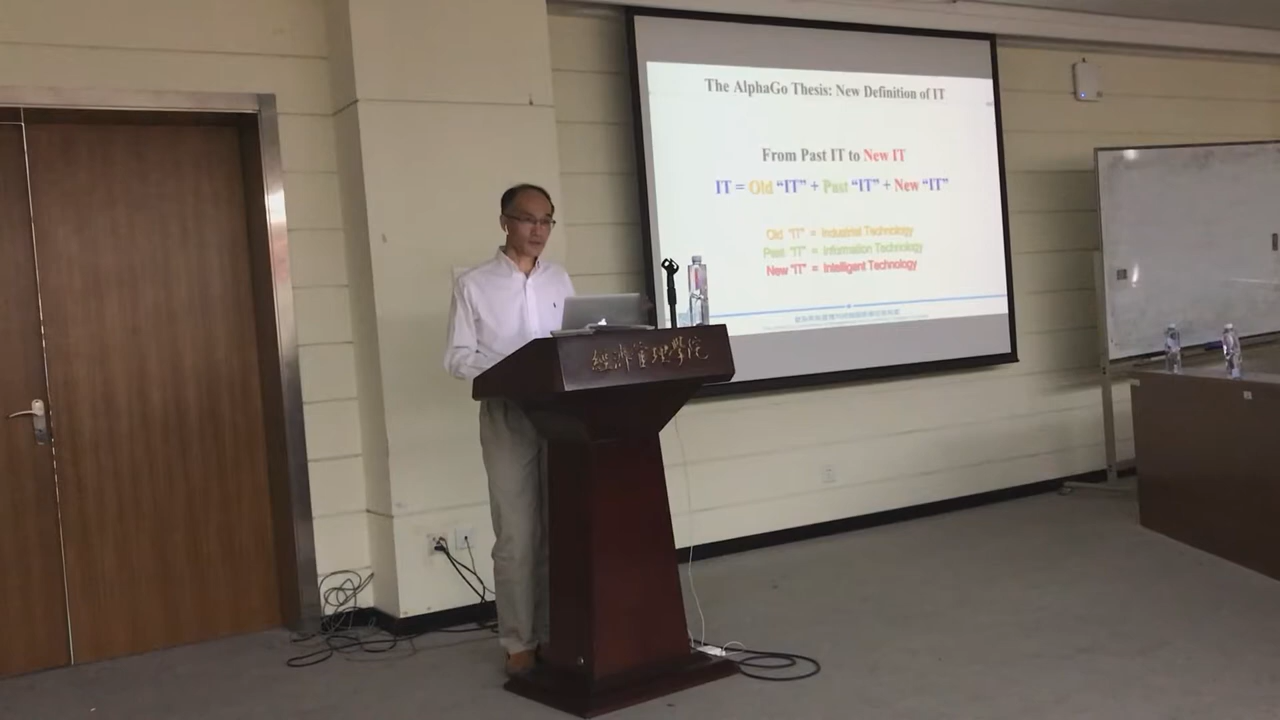 The AlphaGo Thesis: New Definition of IT
From Past IT to New IT
IT = Old “IT” + Past “IT” + New “IT”
Old “IT” = Industrial Technology
Past “IT” = Information Technology
New “IT” = Intelligent Technology
經濟管理學院